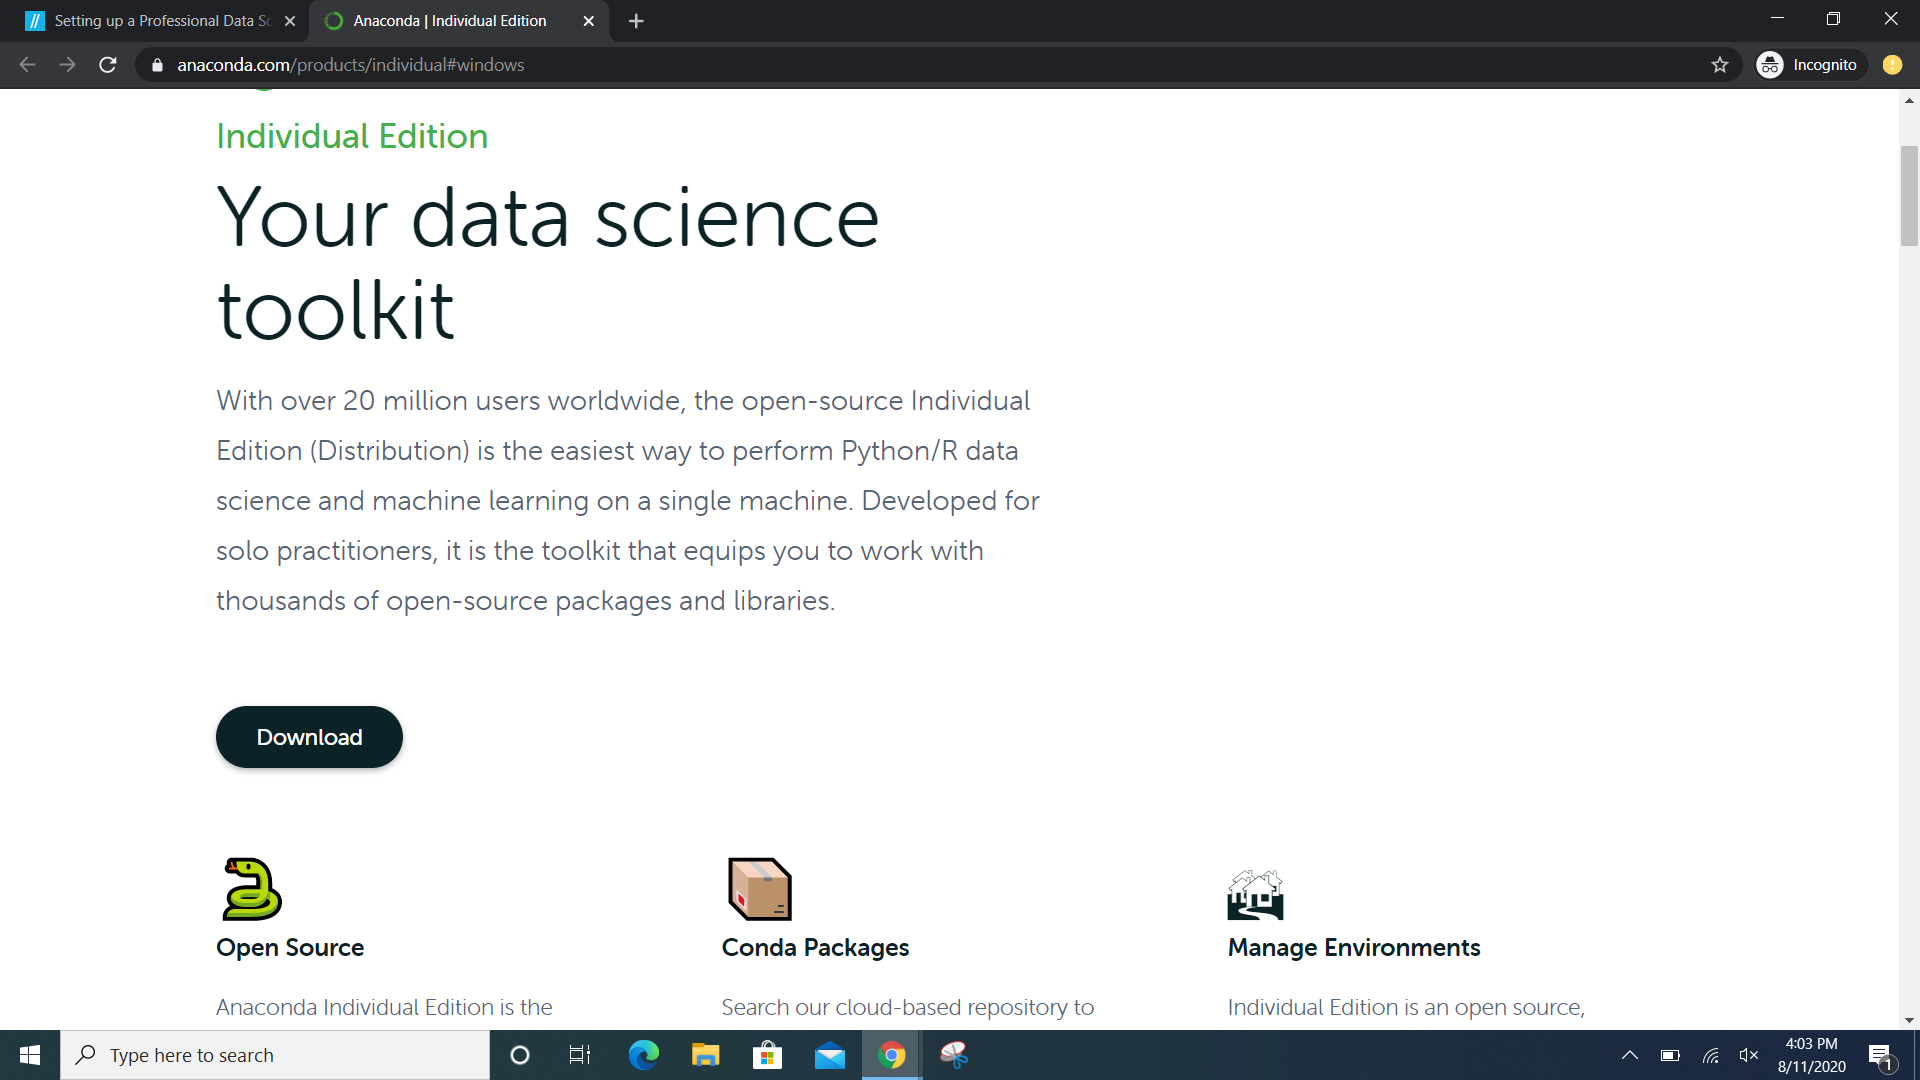 Setting up a Professional Data Sc
Anaconda | Individual Edition
anaconda.com/products/individual#windows
Incognito
Individual Edition
Your data science
toolkit
With over 20 million users worldwide, the open-source Individual
Edition (Distribution) is the easiest way to perform Python/R data
science and machine learning on a single machine. Developed for
solo practitioners, it is the toolkit that equips you to work with
thousands of open-source packages and libraries.
Download
Open Source
Conda Packages
Manage Environments
Anaconda Individual Edition is the
Search our cloud-based repository to
Individual Edition is an open source,
Type here to search
4:03 PM
8/11/2020
1